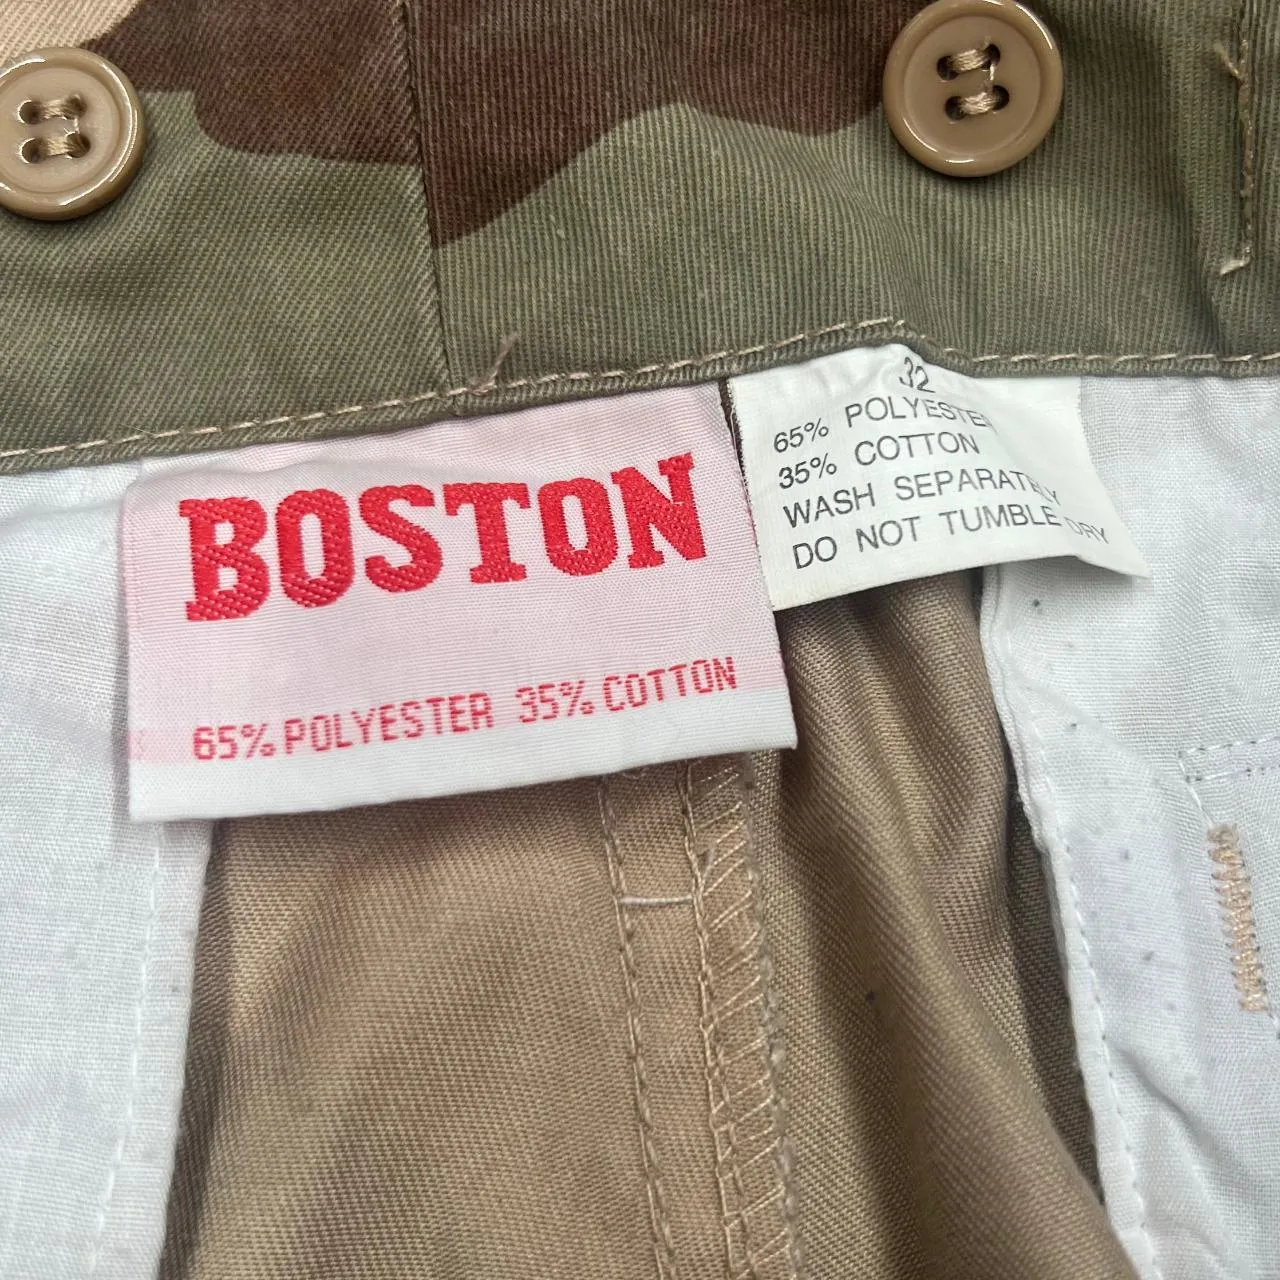 BOSTON
65% POLYESTER 35% COTTON
32
65% POLYESTER
35% COTTON
WASH SEPARATELY
DO NOT TUMBLE DRY